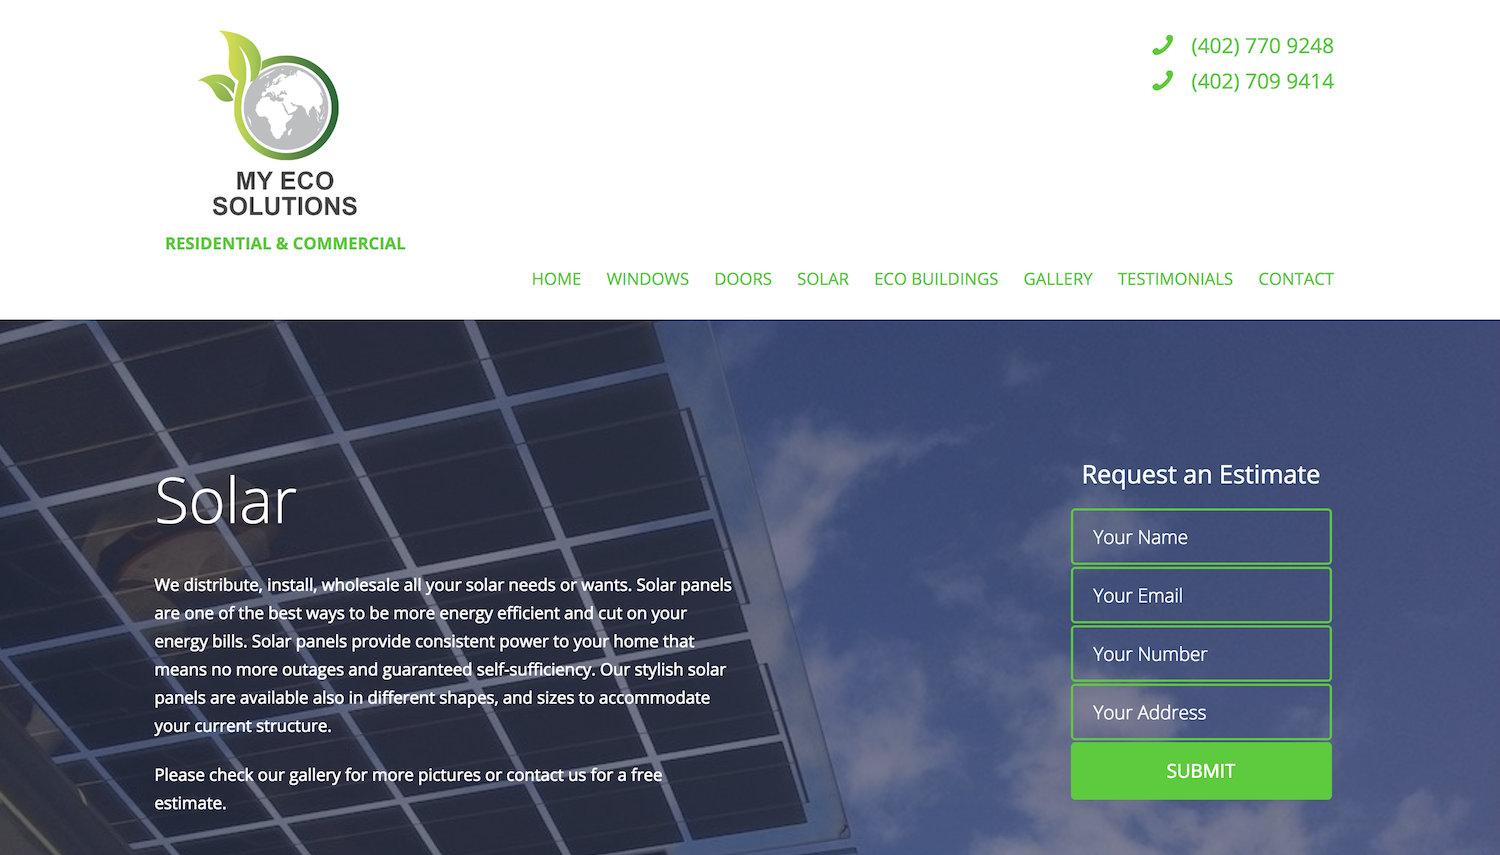 (402) 770 9248
(402) 709 9414
MY ECO
SOLUTIONS
RESIDENTIAL & COMMERCIAL
HOME WINDOWS DOORS SOLAR ECO BUILDINGS GALLERY TESTIMONIALS CONTACT
Solar
We distribute, install, wholesale all your solar needs or wants. Solar panels
are one of the best ways to be more energy efficient and cut on your
energy bills. Solar panels provide consistent power to your home that
means no more outages and guaranteed self-sufficiency. Our stylish solar
panels are available also in different shapes, and sizes to accommodate
your current structure.
Please check our gallery for more pictures or contact us for a free
estimate.
Request an Estimate
Your Name
Your Email
Your Number
Your Address
SUBMIT